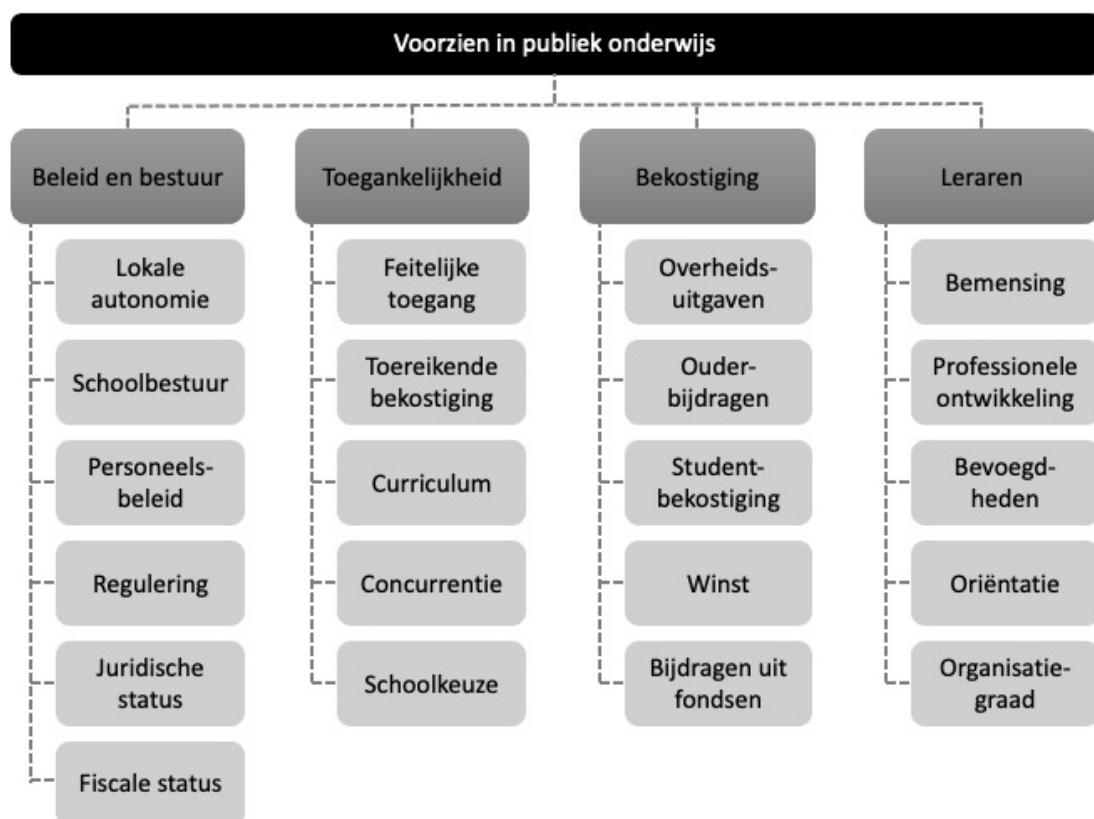 Voorzien in publiek onderwijs
Beleid en bestuur
Lokale
autonomie
Schoolbestuur
Personeels-
beleid
Regulering
Juridische
status
Fiscale status
Toegankelijkheid
Feitelijke
toegang
Toereikende
bekostiging
Curriculum
Concurrentie
Schoolkeuze
Bekostiging
Overheids-
uitgaven
Ouder-
bijdragen
Student-
bekostiging
Winst
Bijdragen uit
fondsen
Leraren
Bemensing
Professionele
ontwikkeling
Bevoegd-
heden
Oriëntatie
Organisatie-
graad